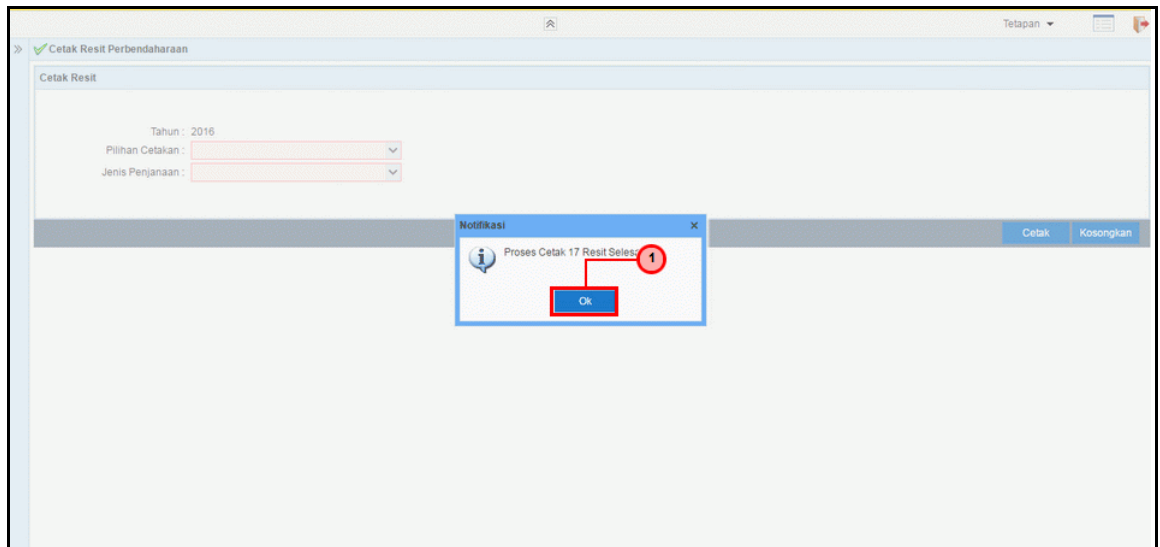 Tetapan
Cetak Resit Perbendaharaan
Cetak Resit
Tahun : 2016
Pilihan Cetakan :
Jenis Penjanaan :
Notifikasi
Cetak Kosongkan
Proses Cetak 17 Resit
1
Ok